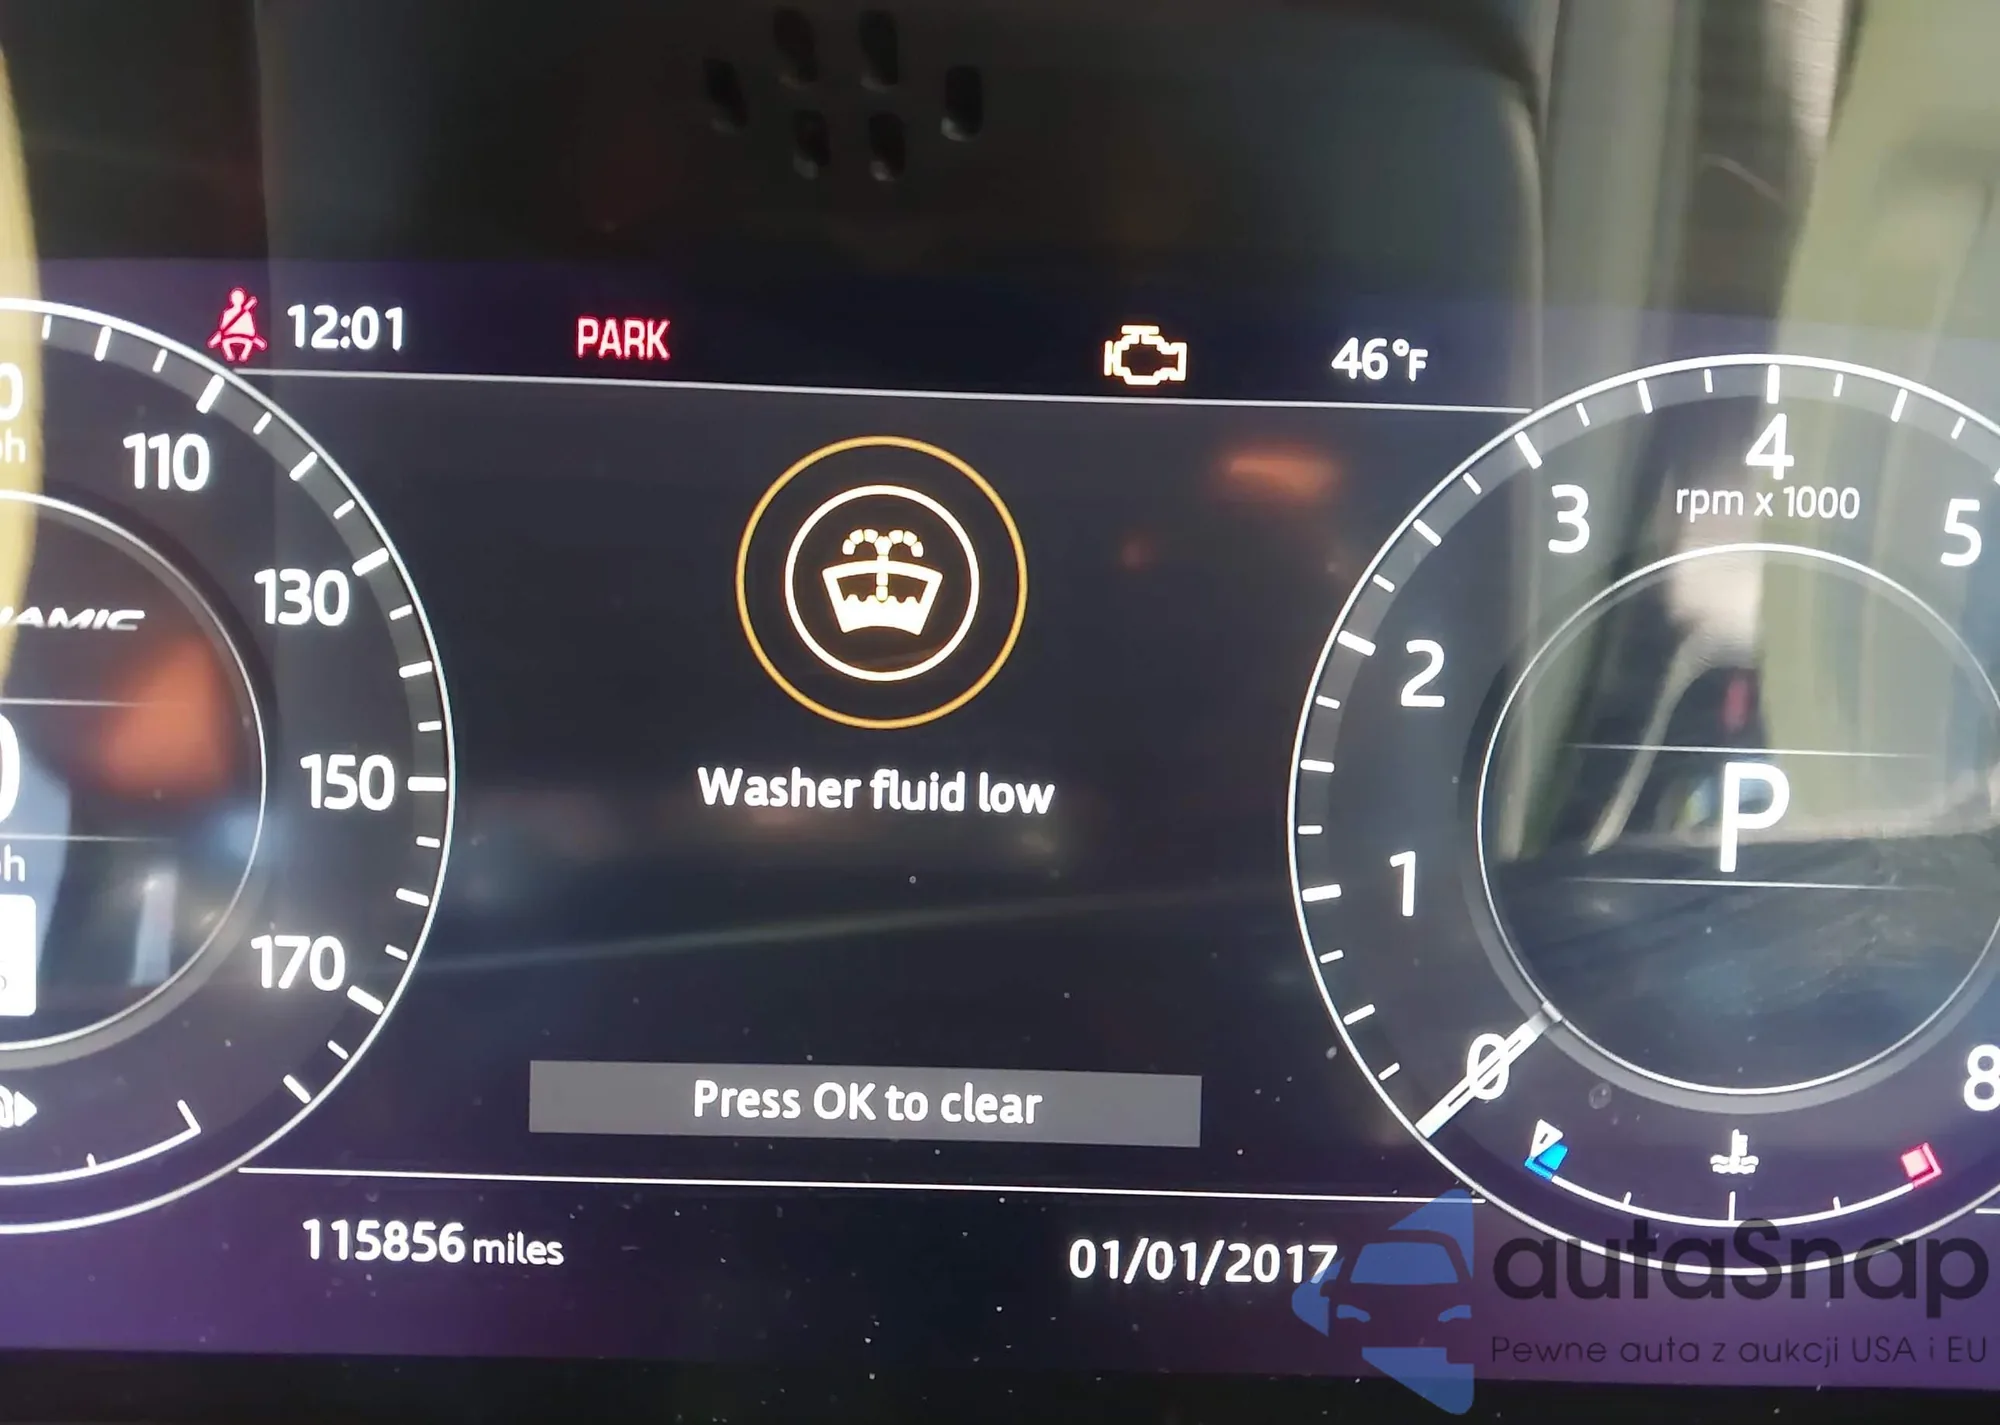 12:01
PARK
46°F
110
130
150
170
Washer fluid low
Press OK to clear
0
1
2
3
4
5
8
rpm x 1000
P
115856 miles
01/01/2017
autaSnap
Pewne auta z aukcji USA i EU